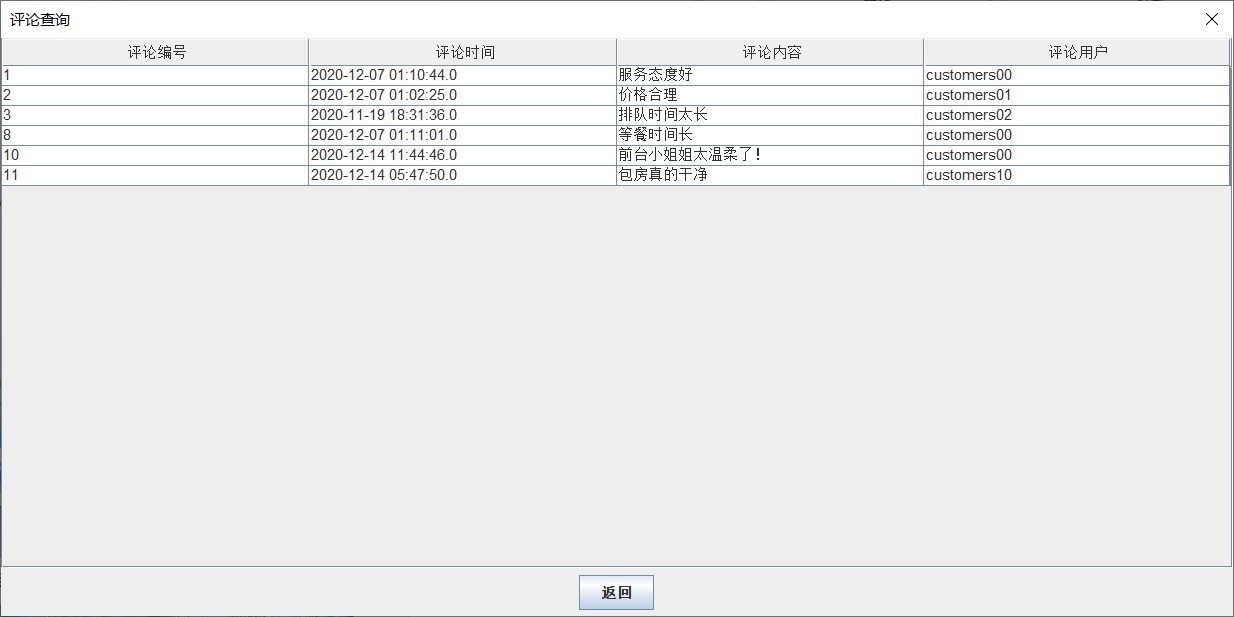 评论查询
评论编号 评论时间 评论内容 评论用户
1 2020-12-07 01:10:44.0 服务态度好 customers00
2 2020-12-07 01:02:25.0 价格合理 customers01
3 2020-11-19 18:31:36.0 排队时间太长 customers02
8 2020-12-07 01:11:01.0 等餐时间长 customers00
10 2020-12-14 11:44:46.0 前台小姐姐太温柔了！ customers00
11 2020-12-14 05:47:50.0 包房真的干净 customers10
返回